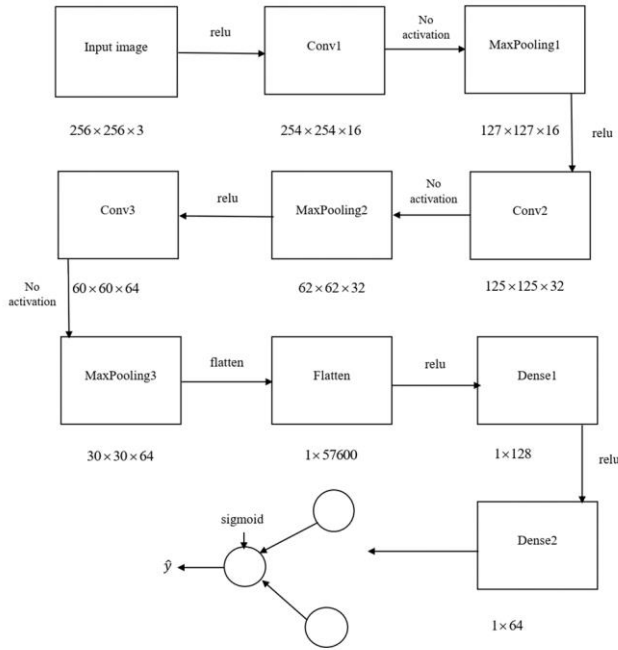 Input image
relu
Conv1
No
activation
MaxPooling1
256×256×3
254×254×16
127×127×16
relu
Conv3
relu
MaxPooling2
No
activation
Conv2
No
activation
60×60×64
62×62×32
125×125×32
MaxPooling3
flatten
Flatten
relu
Dense1
30×30×64
1×57600
1×128
relu
sigmoid
ŷ
Dense2
1×64